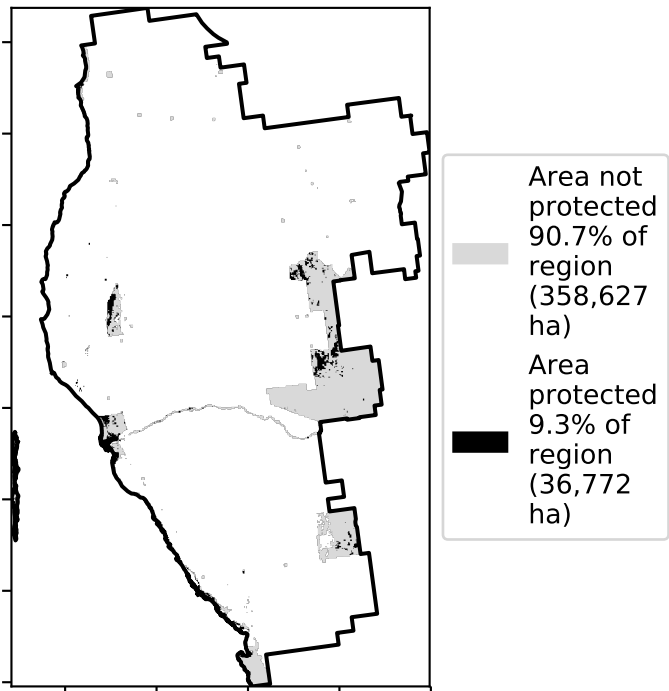 Area not
protected
90.7% of
region
(358,627
ha)
Area
protected
9.3% of
region
(36,772
ha)